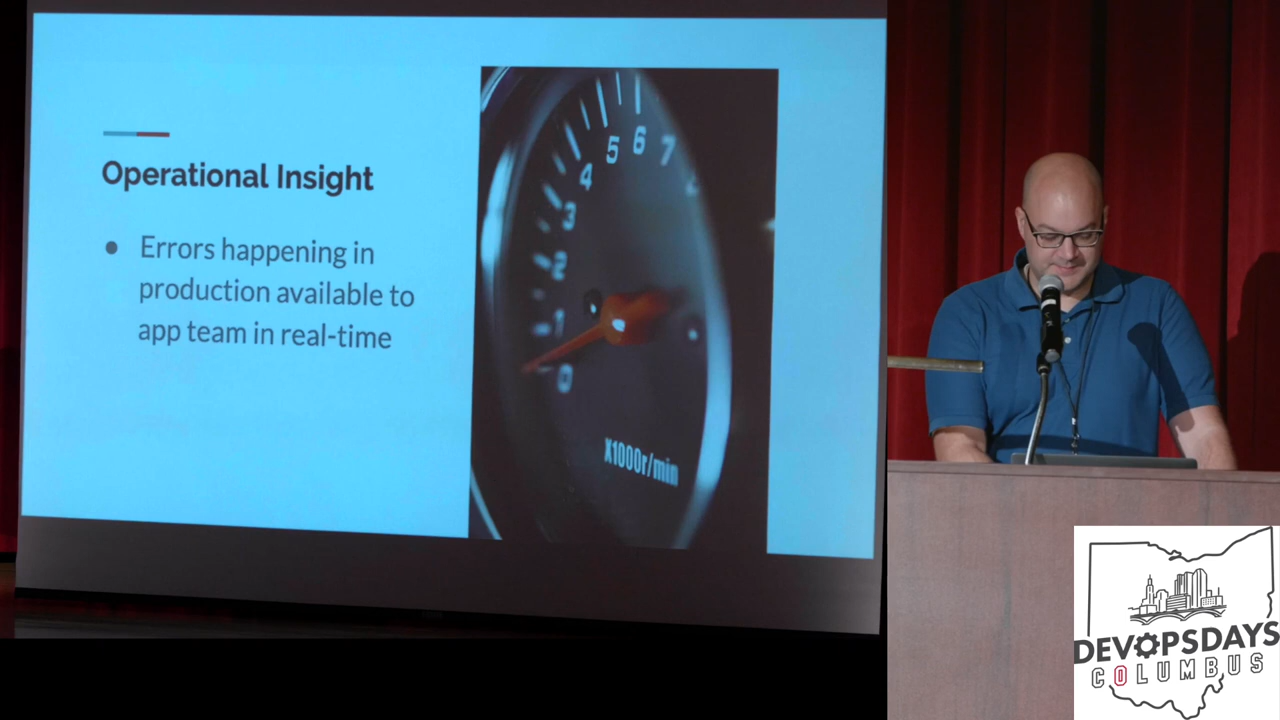 Operational Insight
● Errors happening in
production available to
app team in real-time
5 6 7
4
3
2
1
0
X1000r/min
DEVOPSDAYS
COLUMBUS